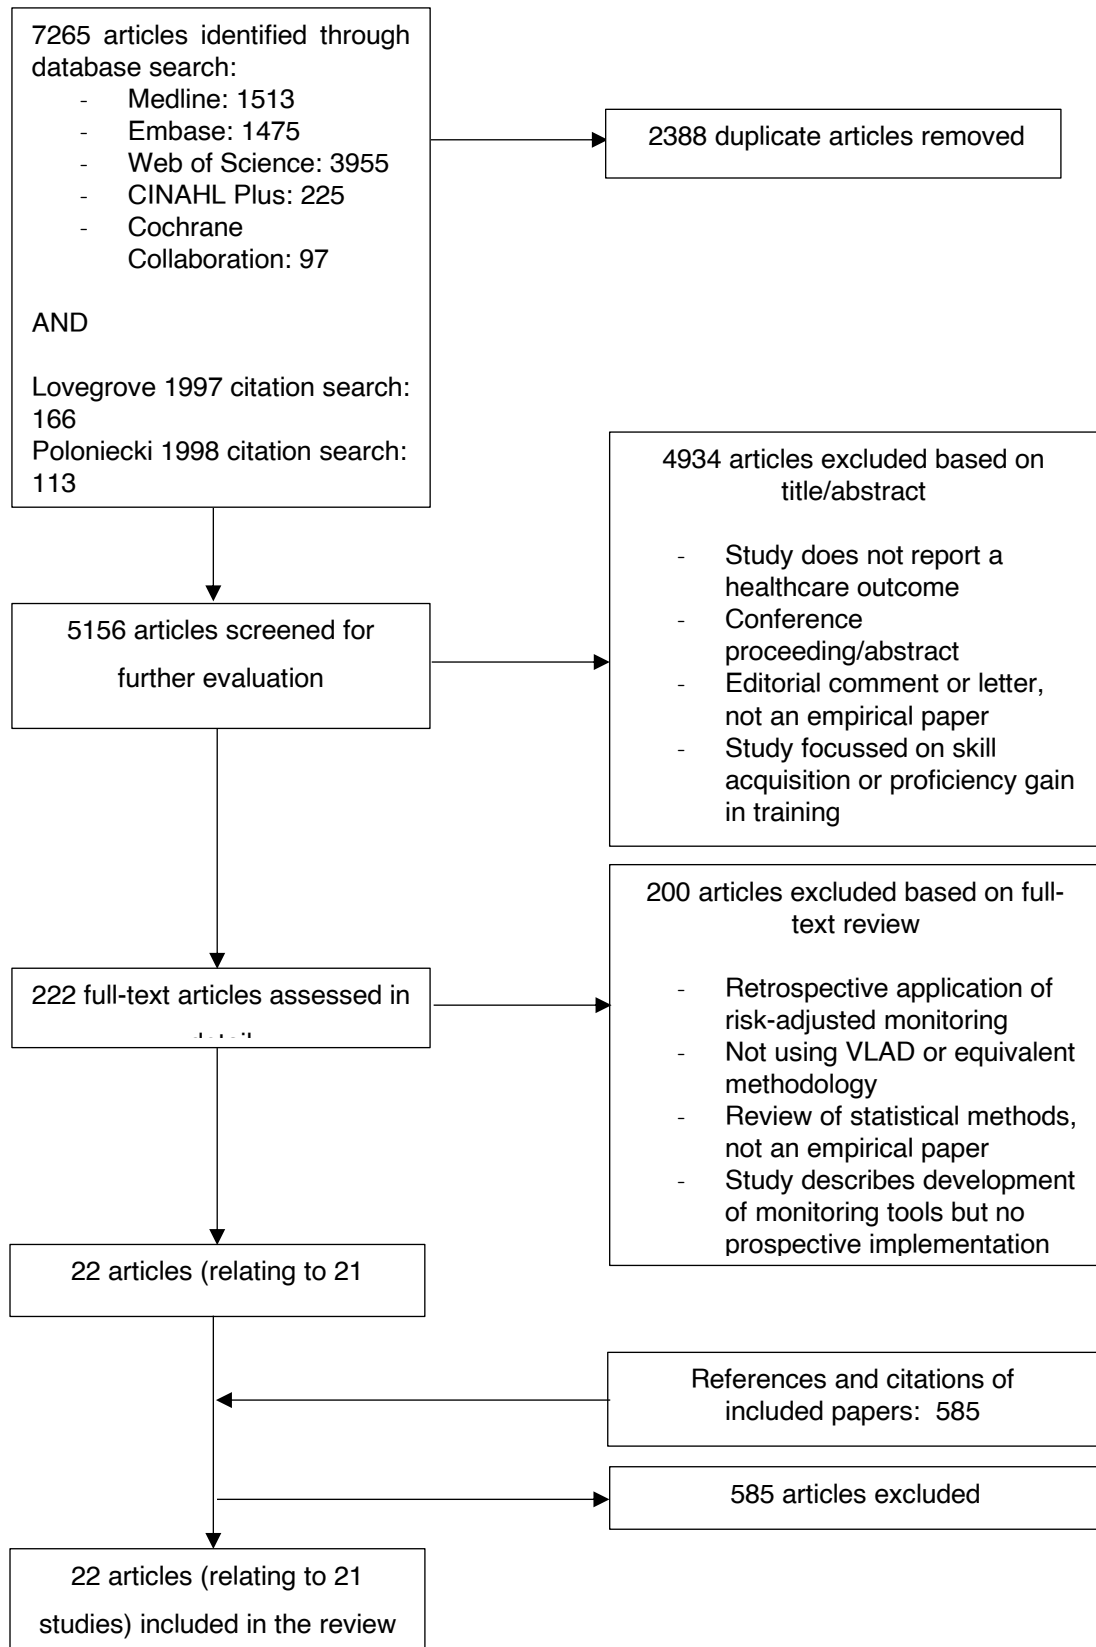 7265 articles identified through
database search:
- Medline: 1513
- Embase: 1475
- Web of Science: 3955
- CINAHL Plus: 225
- Cochrane
Collaboration: 97
AND
Lovegrove 1997 citation search:
166
Poloniecki 1998 citation search:
113
2388 duplicate articles removed
5156 articles screened for
further evaluation
4934 articles excluded based on
title/abstract
- Study does not report a
healthcare outcome
- Conference
proceeding/abstract
- Editorial comment or letter,
not an empirical paper
- Study focussed on skill
acquisition or proficiency gain
in training
222 full-text articles assessed in
200 articles excluded based on full-
text review
- Retrospective application of
risk-adjusted monitoring
- Not using VLAD or equivalent
methodology
- Review of statistical methods,
not an empirical paper
- Study describes development
of monitoring tools but no
prospective implementation
22 articles (relating to 21
References and citations of
included papers: 585
585 articles excluded
22 articles (relating to 21
studies) included in the review